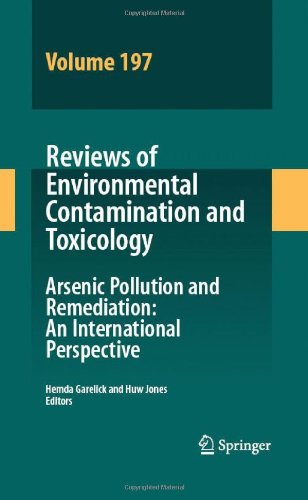 Volume 197
Reviews of
Environmental
Contamination and
Toxicology
Arsenic Pollution and
Remediation:
An International
Perspective
Hemda Garelick and Huw Jones
Editors
Springer